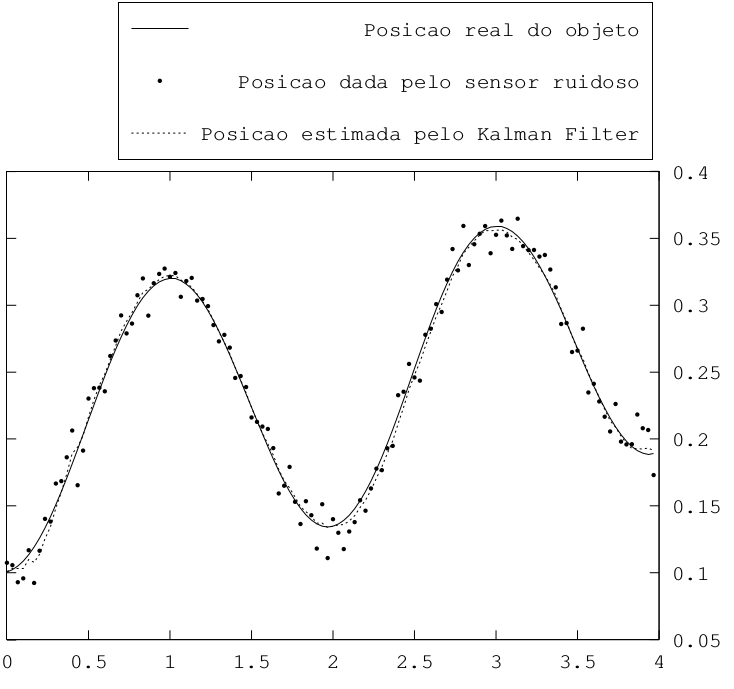 Posicao real do objeto
Posicao dada pelo sensor ruidoso
Posicao estimada pelo Kalman Filter
0.4
0.35
0.3
0.25
0.2
0.15
0.1
0.05
0 0.5 1 1.5 2 2.5 3 3.5 4